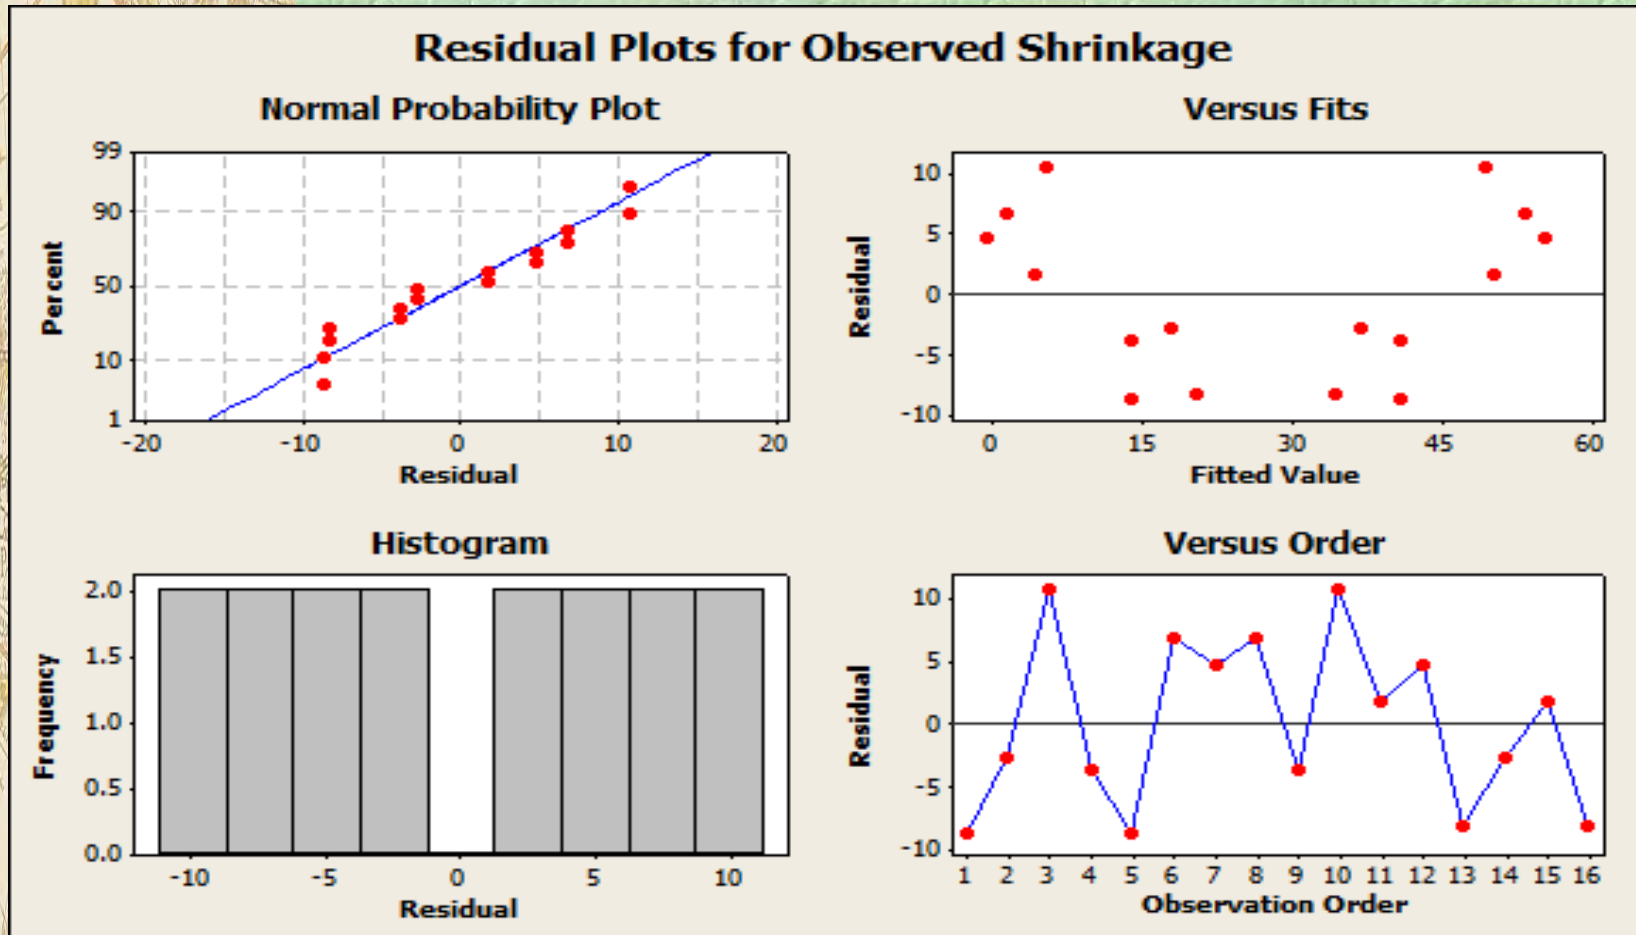 Residual Plots for Observed Shrinkage
Normal Probability Plot
99
90
50
10
1
Percent
-20 -10 0 10 20
Residual
Versus Fits
10
5
0
-5
-10
Residual
0 15 30 45 60
Fitted Value
Histogram
2.0
1.5
1.0
0.5
0.0
Frequency
-10 -5 0 5 10
Residual
Versus Order
10
5
0
-5
-10
Residual
1 2 3 4 5 6 7 8 9 10 11 12 13 14 15 16
Observation Order